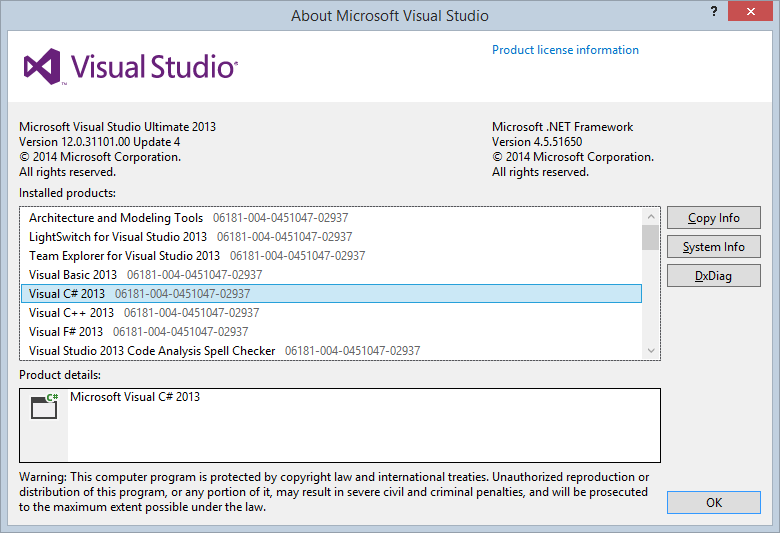 About Microsoft Visual Studio
?
Product license information
Visual Studio
Microsoft Visual Studio Ultimate 2013
Version 12.0.31101.00 Update 4
© 2014 Microsoft Corporation.
All rights reserved.
Microsoft .NET Framework
Version 4.5.51650
© 2014 Microsoft Corporation.
All rights reserved.
Installed products:
Architecture and Modeling Tools 06181-004-0451047-02937
LightSwitch for Visual Studio 2013 06181-004-0451047-02937
Team Explorer for Visual Studio 2013 06181-004-0451047-02937
Visual Basic 2013 06181-004-0451047-02937
Visual C# 2013 06181-004-0451047-02937
Visual C++ 2013 06181-004-0451047-02937
Visual F# 2013 06181-004-0451047-02937
Visual Studio 2013 Code Analysis Spell Checker 06181-004-0451047-02937
Copy Info
System Info
DxDiag
Product details:
C#
Microsoft Visual C# 2013
Warning: This computer program is protected by copyright law and international treaties. Unauthorized reproduction or
distribution of this program, or any portion of it, may result in severe civil and criminal penalties, and will be prosecuted
to the maximum extent possible under the law.
OK